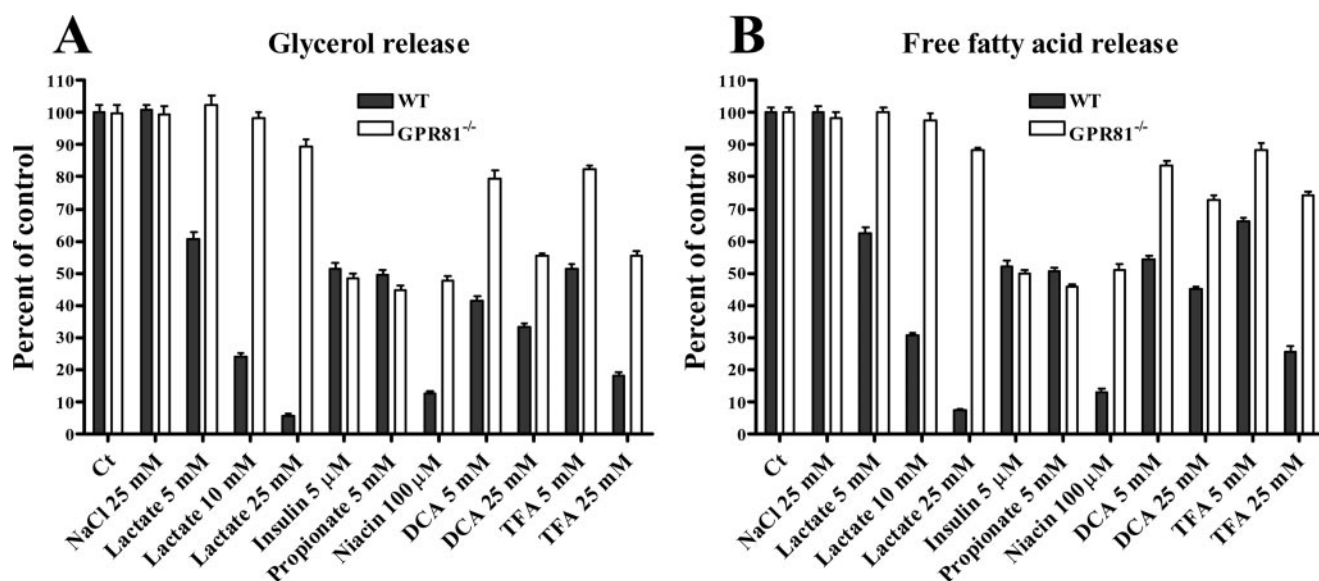 A
Glycerol release
Percent of control
110
100
90
80
70
60
50
40
30
20
10
0
WT
GPR81-/-
Ct
NaCl 25 mM
Lactate 5 mM
Lactate 10 mM
Lactate 25 mM
Insulin 5 μM
Propionate 5 mM
Niacin 100 μM
DCA 5 mM
DCA 25 mM
TFA 5 mM
TFA 25 mM
B
Free fatty acid release
Percent of control
110
100
90
80
70
60
50
40
30
20
10
0
WT
GPR81-/-
Ct
NaCl 25 mM
Lactate 5 mM
Lactate 10 mM
Lactate 25 mM
Insulin 5 μM
Propionate 5 mM
Niacin 100 μM
DCA 5 mM
DCA 25 mM
TFA 5 mM
TFA 25 mM